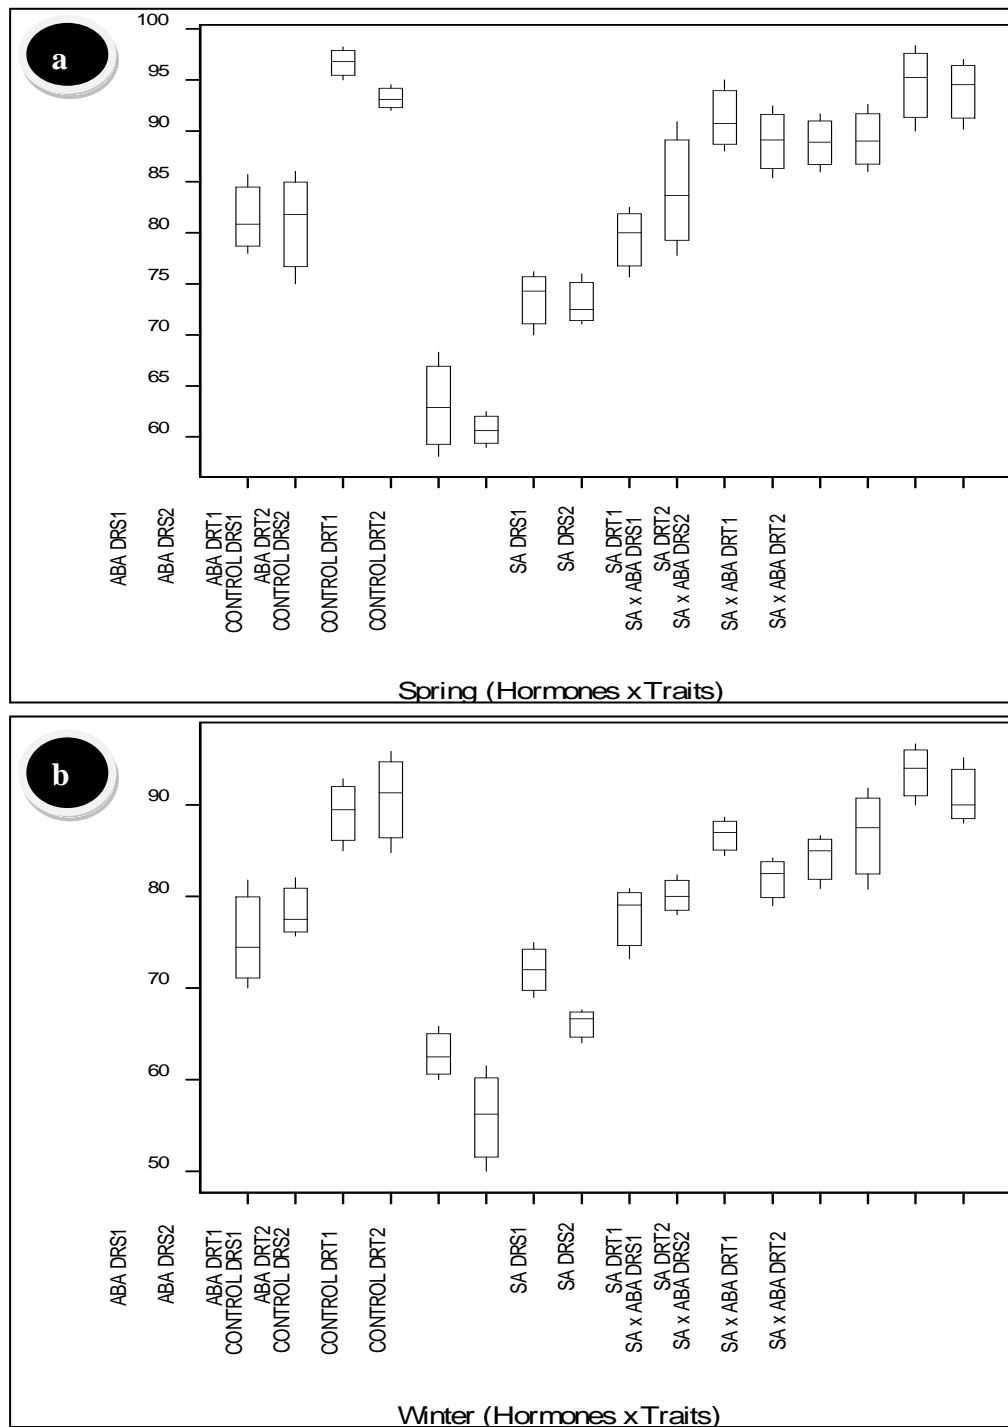 a
100
95
90
85
80
75
70
65
60
ABA DRS1
ABA DRS2
ABA DRT1
CONTROL DRS1
ABA DRT2
CONTROL DRS2
CONTROL DRT1
CONTROL DRT2
SA DRS1
SA DRS2
SA DRT1
SA x ABA DRS1
SA DRT2
SA x ABA DRS2
SA x ABA DRT1
SA x ABA DRT2
Spring (Hormones x Traits)
b
90
80
70
60
50
ABA DRS1
ABA DRS2
ABA DRT1
CONTROL DRS1
ABA DRT2
CONTROL DRS2
CONTROL DRT1
CONTROL DRT2
SA DRS1
SA DRS2
SA DRT1
SA x ABA DRS1
SA DRT2
SA x ABA DRS2
SA x ABA DRT1
SA x ABA DRT2
Winter (Hormones x Traits)